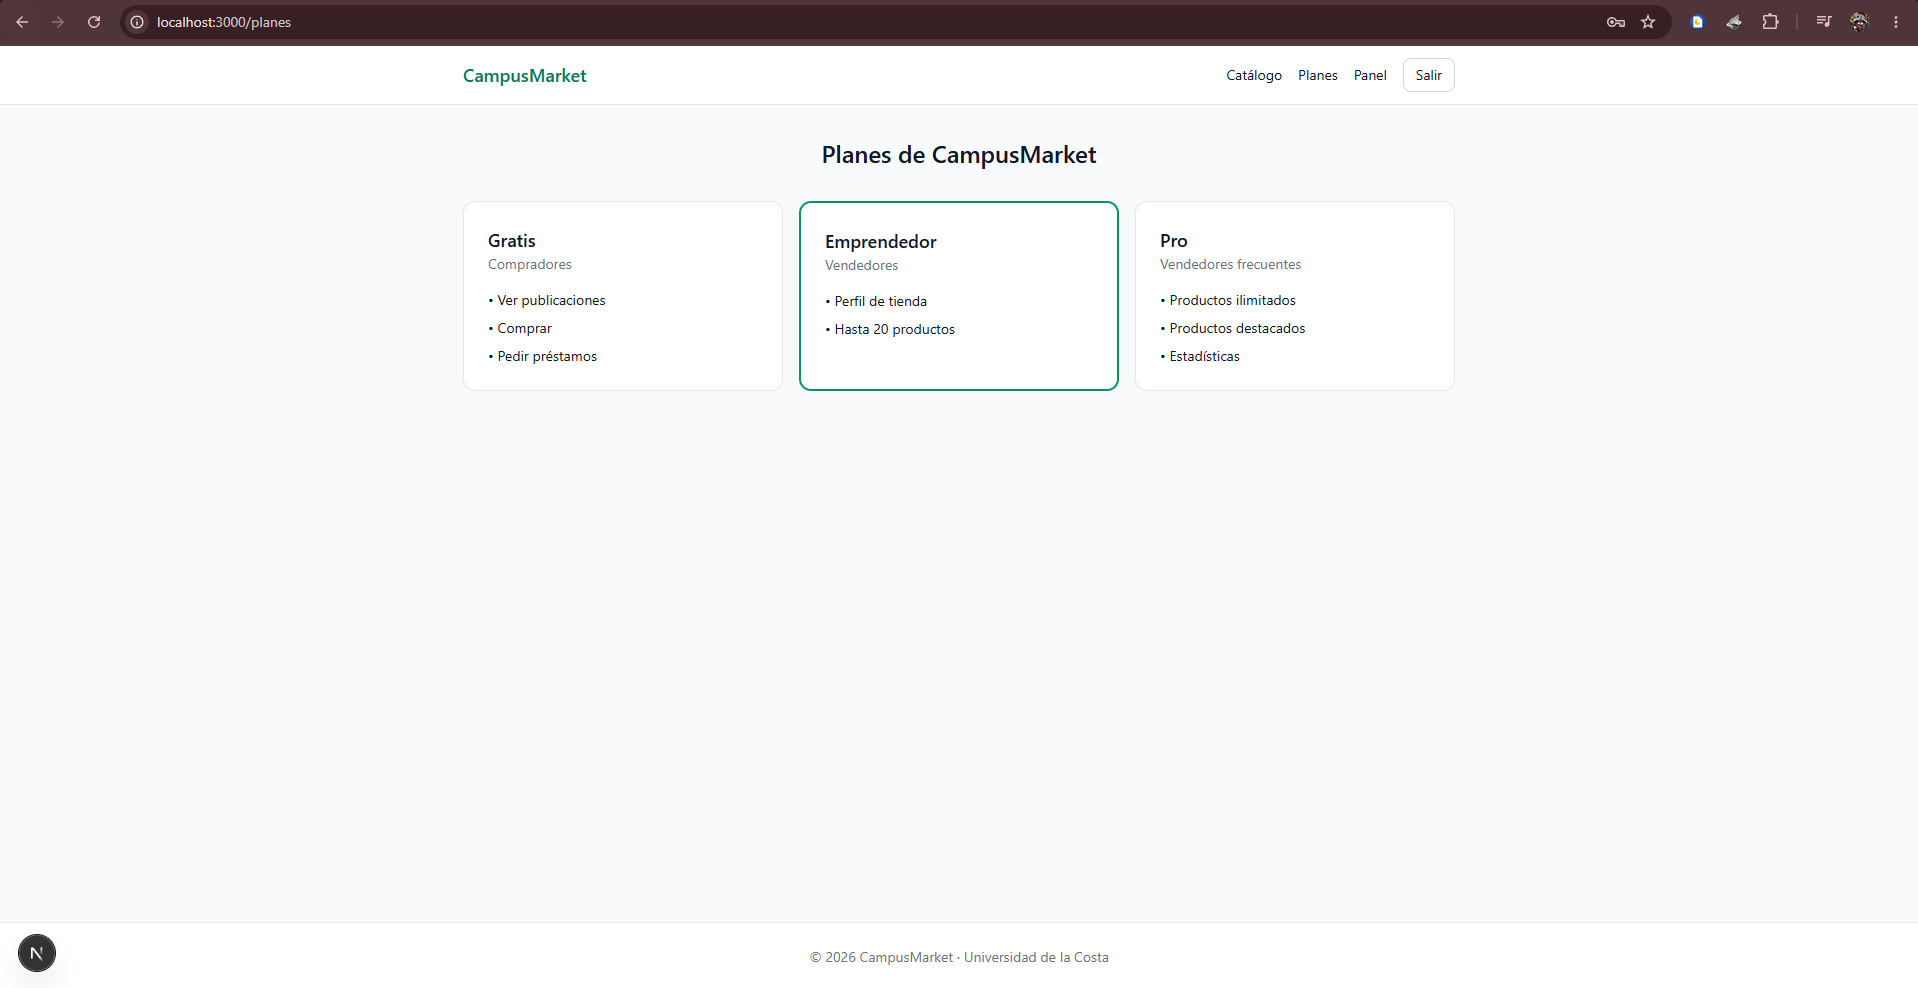 localhost:3000/planes
CampusMarket
Catálogo Planes Panel Salir
Planes de CampusMarket
Gratis
Compradores
• Ver publicaciones
• Comprar
• Pedir préstamos
Emprendedor
Vendedores
• Perfil de tienda
• Hasta 20 productos
Pro
Vendedores frecuentes
• Productos ilimitados
• Productos destacados
• Estadísticas
N
© 2026 CampusMarket · Universidad de la Costa